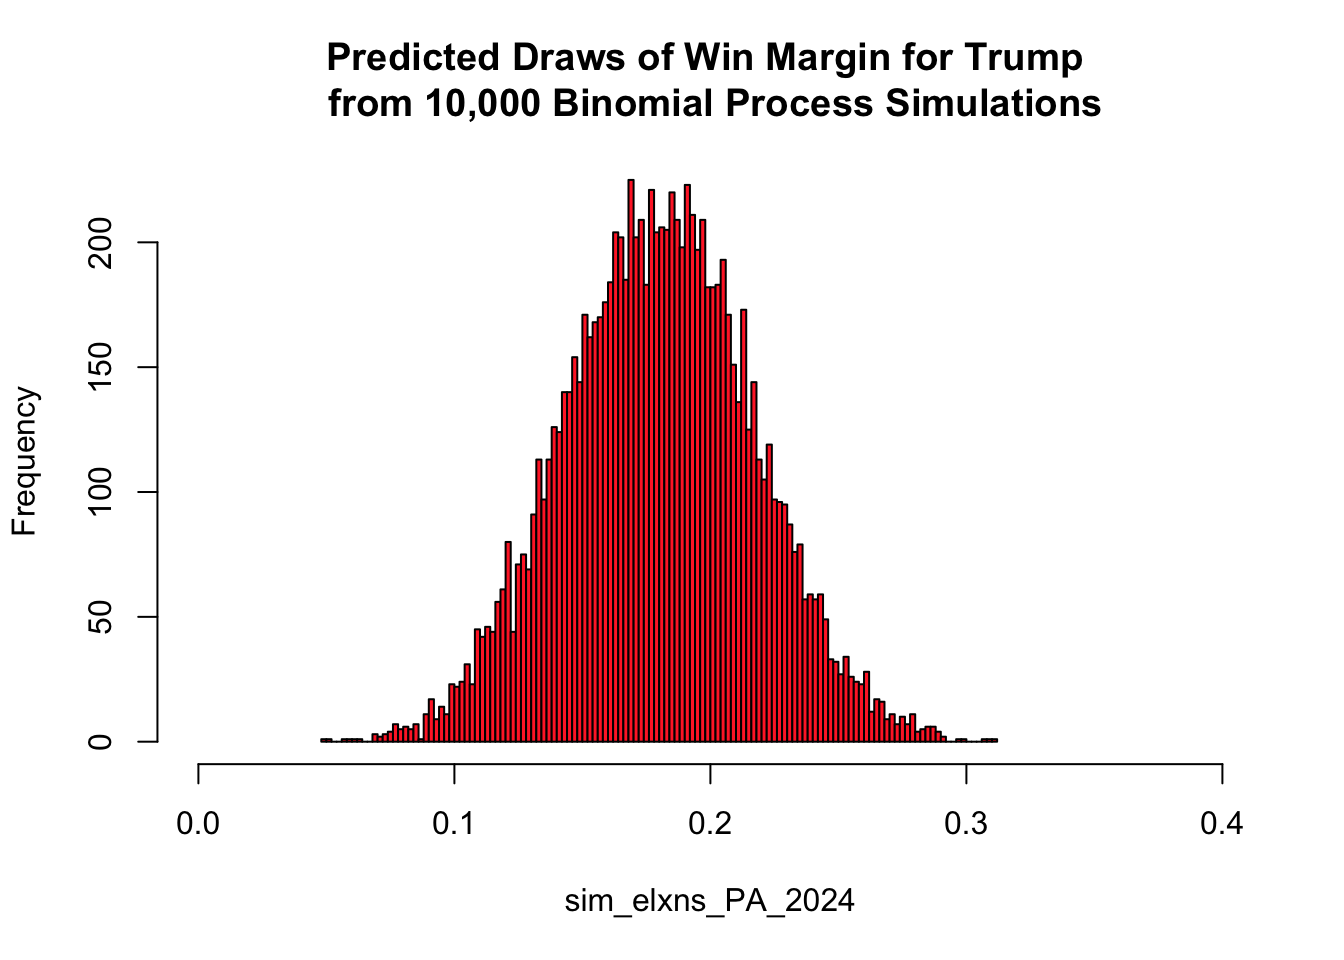 Predicted Draws of Win Margin for Trump
from 10,000 Binomial Process Simulations
Frequency
200
150
100
50
0
0.0 0.1 0.2 0.3 0.4
sim_elxns_PA_2024